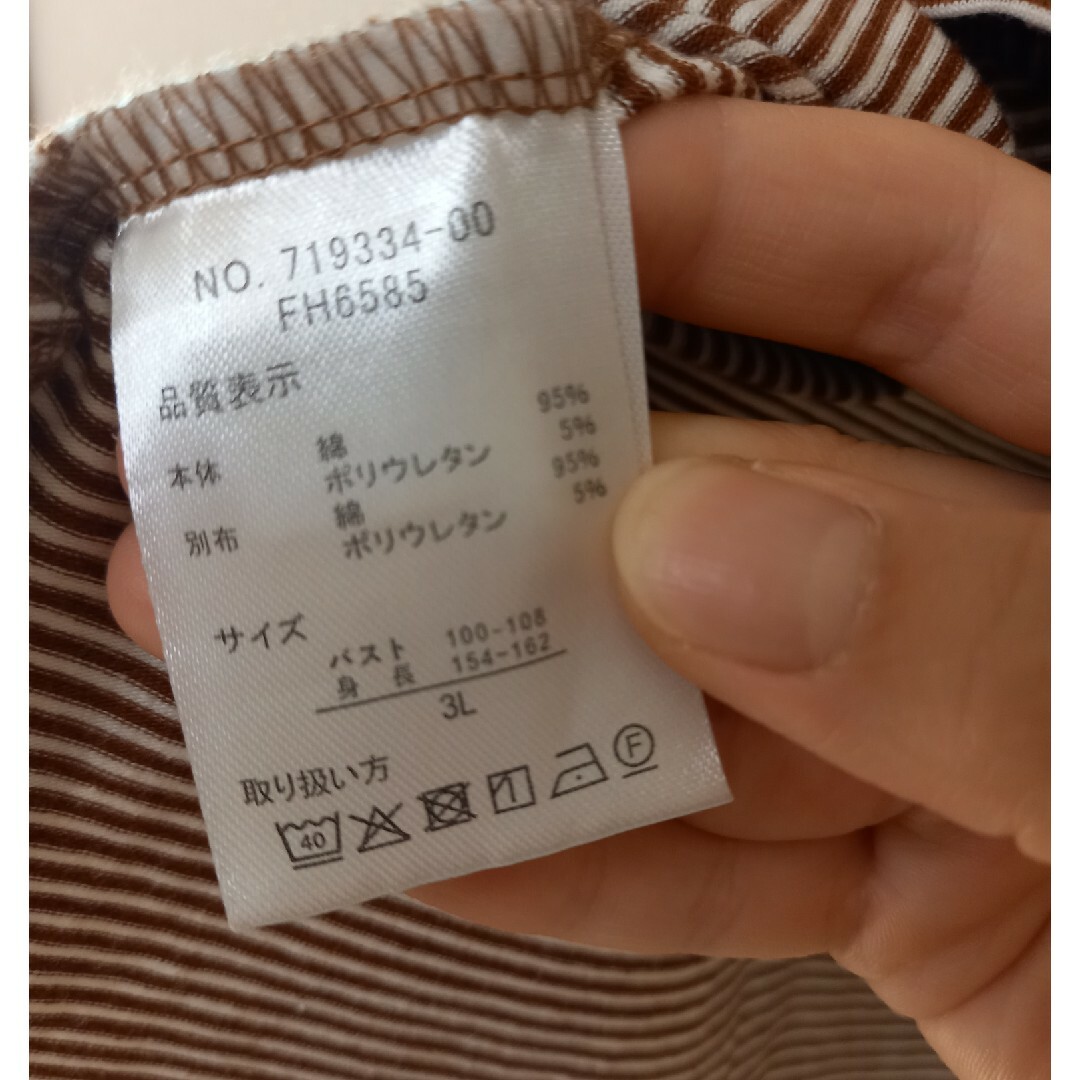 NO. 719334-00
FH6585
品質表示
本体 綿 95%
ポリウレタン 5%
別布 綿 95%
ポリウレタン 5%
サイズ
バスト 100-108
身長 154-162
3L
取り扱い方
40 F